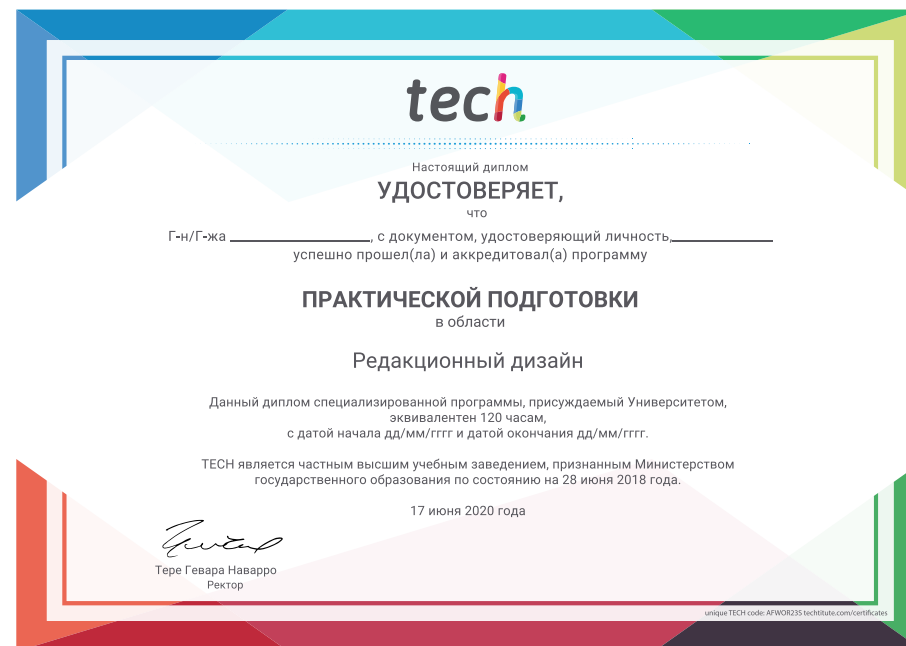 tech
Настоящий диплом
УДОСТОВЕРЯЕТ,
что
Г-н/Г-жа ____________________, с документом, удостоверяющий личность,______________
успешно прошел(ла) и аккредитовал(а) программу
ПРАКТИЧЕСКОЙ ПОДГОТОВКИ
в области
Редакционный дизайн
Данный диплом специализированной программы, присуждаемый Университетом,
эквивалентен 120 часам,
с датой начала дд/мм/гггг и датой окончания дд/мм/гггг.
TECH является частным высшим учебным заведением, признанным Министерством
государственного образования по состоянию на 28 июня 2018 года.
17 июня 2020 года
Тере Гевара Наварро
Ректор
unique TECH code: AFWOR23S techtitute.com/certificates